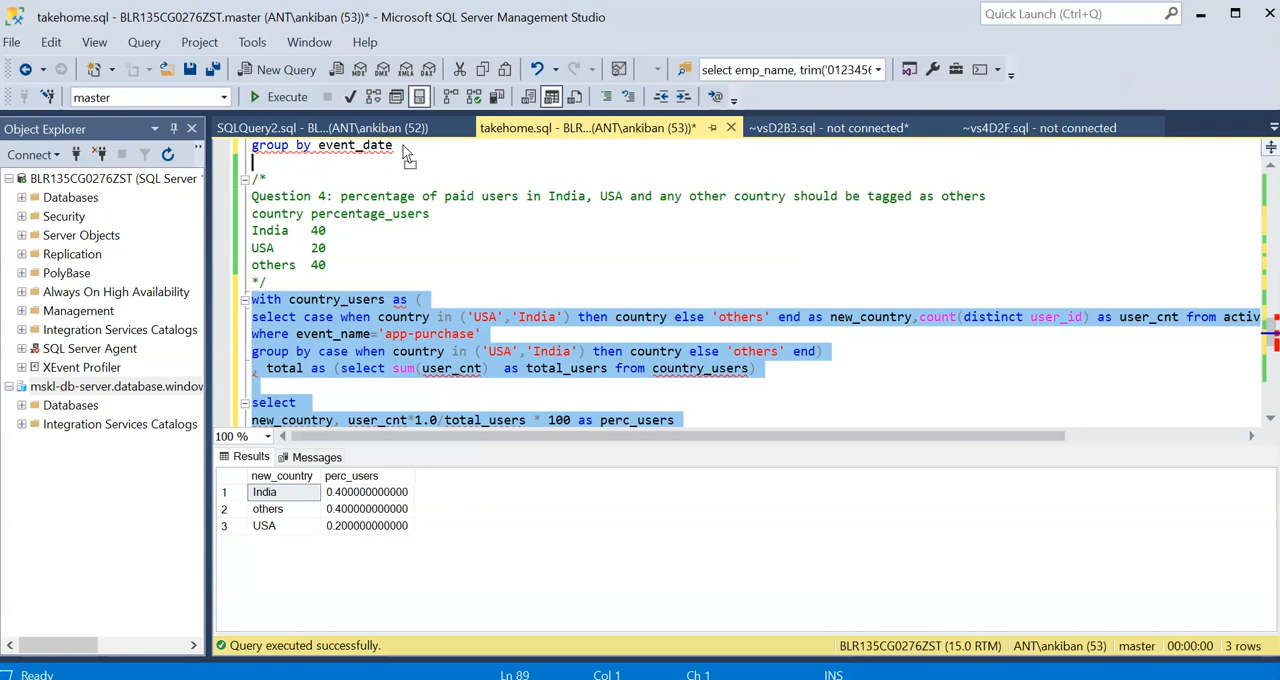 takehome.sql - BLR135CG0276ZST.master (ANT\ankiban (53))* - Microsoft SQL Server Management Studio
Quick Launch (Ctrl+Q)
File Edit View Query Project Tools Window Help
New Query
MDX DMX XMLA DAX
select emp_name, trim('0123456
master
Execute
Object Explorer
SQLQuery2.sql - BL...(ANT\ankiban (52))
takehome.sql - BLR...(ANT\ankiban (53))*
~vsD2B3.sql - not connected*
~vs4D2F.sql - not connected
Connect
BLR135CG0276ZST (SQL Server
Databases
Security
Server Objects
Replication
PolyBase
Always On High Availability
Management
Integration Services Catalogs
SQL Server Agent
XEvent Profiler
mskl-db-server.database.window
Databases
Integration Services Catalogs
group by event_date
/*
Question 4: percentage of paid users in India, USA and any other country should be tagged as others
country percentage_users
India 40
USA 20
others 40
*/
with country_users as (
select case when country in ('USA','India') then country else 'others' end as new_country,count(distinct user_id) as user_cnt from activ
where event_name='app-purchase'
group by case when country in ('USA','India') then country else 'others' end)
, total as (select sum(user_cnt) as total_users from country_users)
select
new_country, user_cnt*1.0/total_users * 100 as perc_users
100 %
Results Messages
new_country perc_users
1 India 0.400000000000
2 others 0.400000000000
3 USA 0.200000000000
Query executed successfully.
BLR135CG0276ZST (15.0 RTM) ANT\ankiban (53) master 00:00:00 3 rows
Ready Ln 89 Col 1 Ch 1 INS